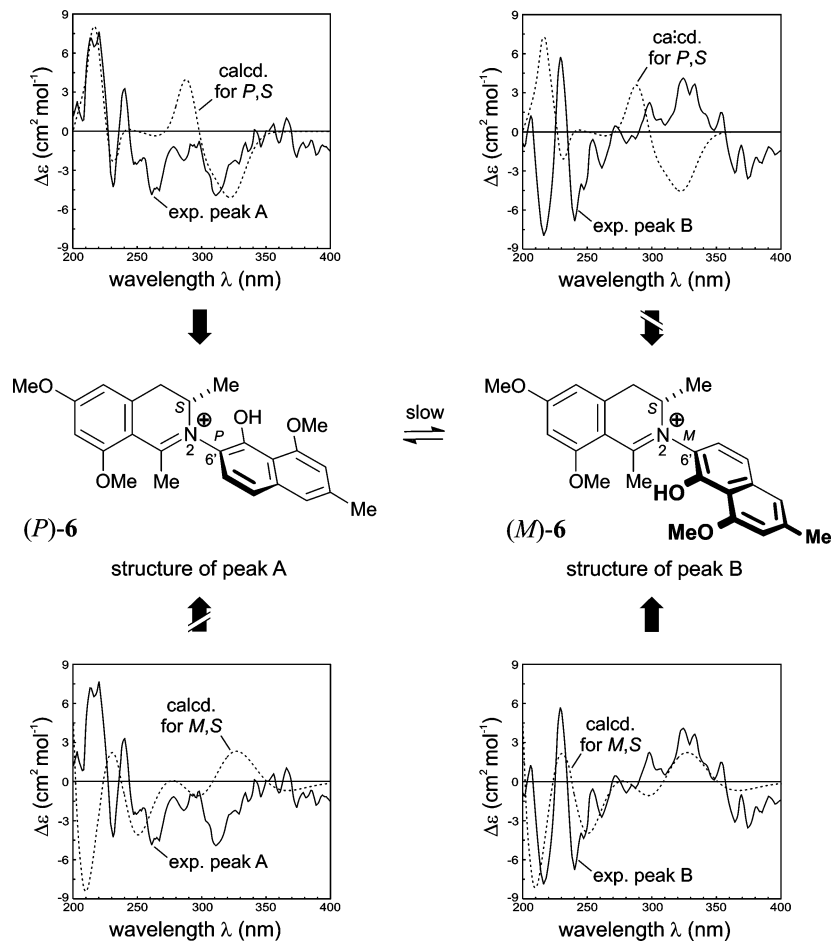 9
6
3
0
-3
-6
-9
Δε (cm² mol⁻¹)
calcd.
for P,S
exp. peak A
200 250 300 350 400
wavelength λ (nm)
9
6
3
0
-3
-6
-9
Δε (cm² mol⁻¹)
calcd.
for P,S
exp. peak B
200 250 300 350 400
wavelength λ (nm)
MeO
S
Me
OH
OMe
P
⊕
N
2
6'
OMe
Me
Me
(P)-6
structure of peak A
slow
MeO
S
Me
⊕
N
M
2
6'
OMe
Me
HO
MeO
Me
(M)-6
structure of peak B
9
6
3
0
-3
-6
-9
Δε (cm² mol⁻¹)
calcd.
for M,S
exp. peak A
200 250 300 350 400
wavelength λ (nm)
9
6
3
0
-3
-6
-9
Δε (cm² mol⁻¹)
calcd.
for M,S
exp. peak B
200 250 300 350 400
wavelength λ (nm)